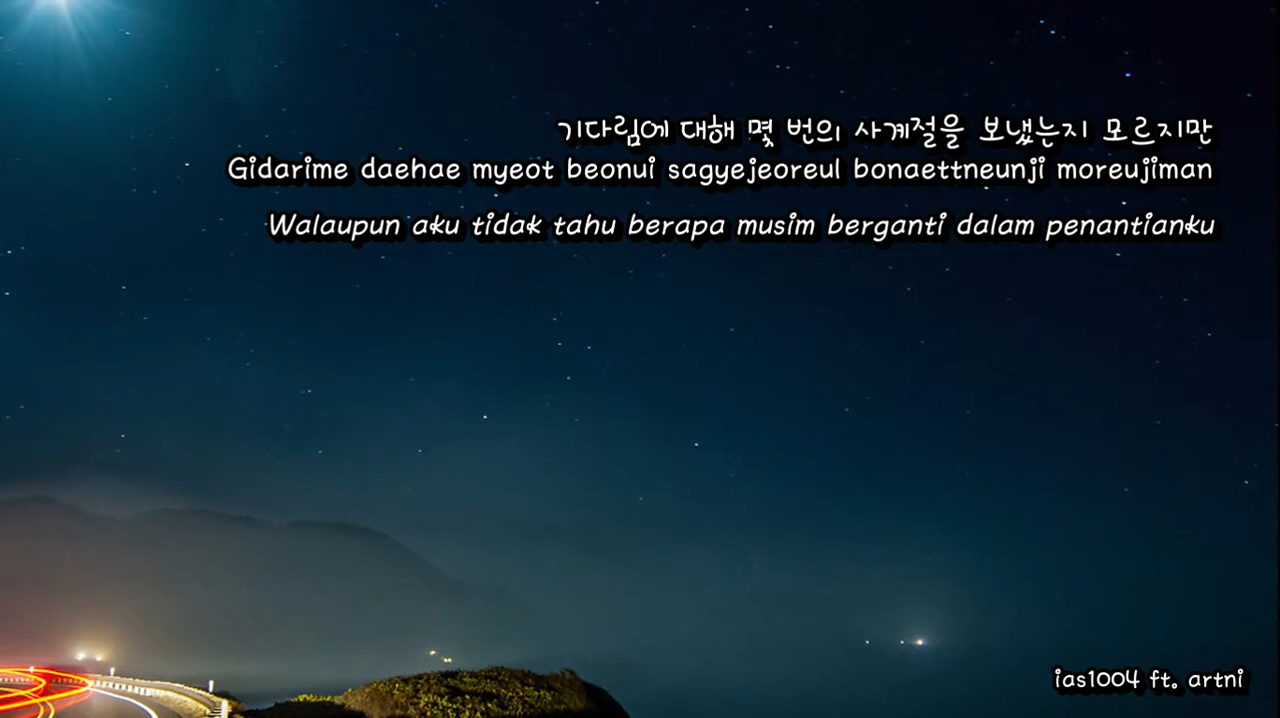 기다림에 대해 몇 번의 사계절을 보냈는지 모르지만
Gidarime daehae myeot beonui sagyejeoreul bonaettneunji moreujiman
Walaupun aku tidak tahu berapa musim berganti dalam penantianku
ias1004 ft. artni